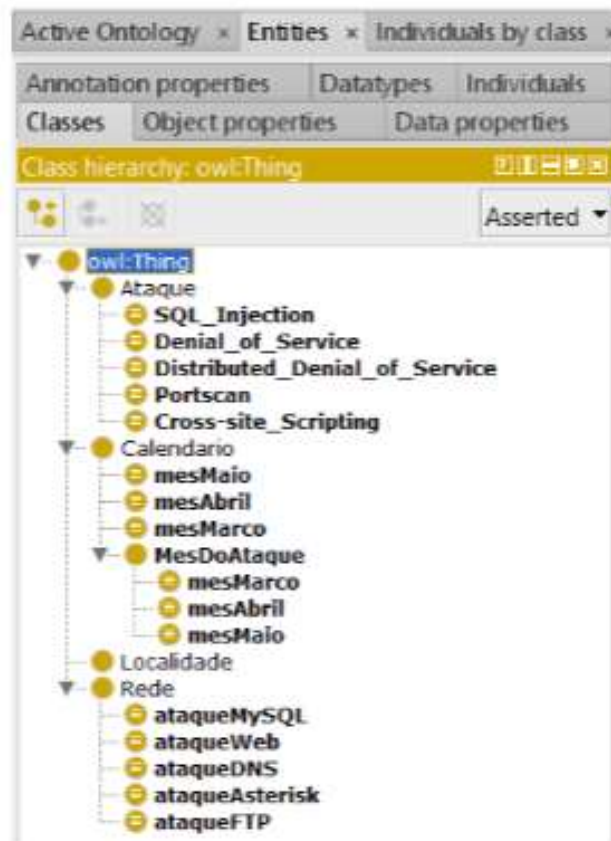 Active Ontology × Entities × Individuals by class ×
Annotation properties Datatypes Individuals
Classes Object properties Data properties
Class hierarchy: owl:Thing
Asserted
owl:Thing
Ataque
SQL_Injection
Denial_of_Service
Distributed_Denial_of_Service
Portscan
Cross-site_Scripting
Calendario
mesMaio
mesAbril
mesMarco
MesDoAtaque
mesMarco
mesAbril
mesMaio
Localidade
Rede
ataqueMySQL
ataqueWeb
ataqueDNS
ataqueAsterisk
ataqueFTP